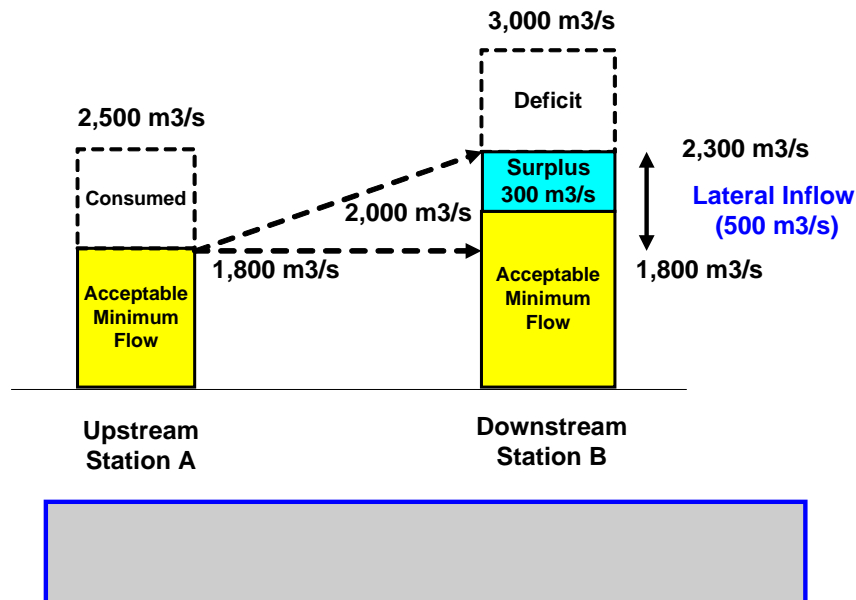 3,000 m3/s
2,500 m3/s
Deficit
Consumed
Surplus
300 m3/s
2,300 m3/s
Lateral Inflow
(500 m3/s)
2,000 m3/s
1,800 m3/s
1,800 m3/s
Acceptable
Minimum
Flow
Acceptable
Minimum
Flow
Upstream
Station A
Downstream
Station B